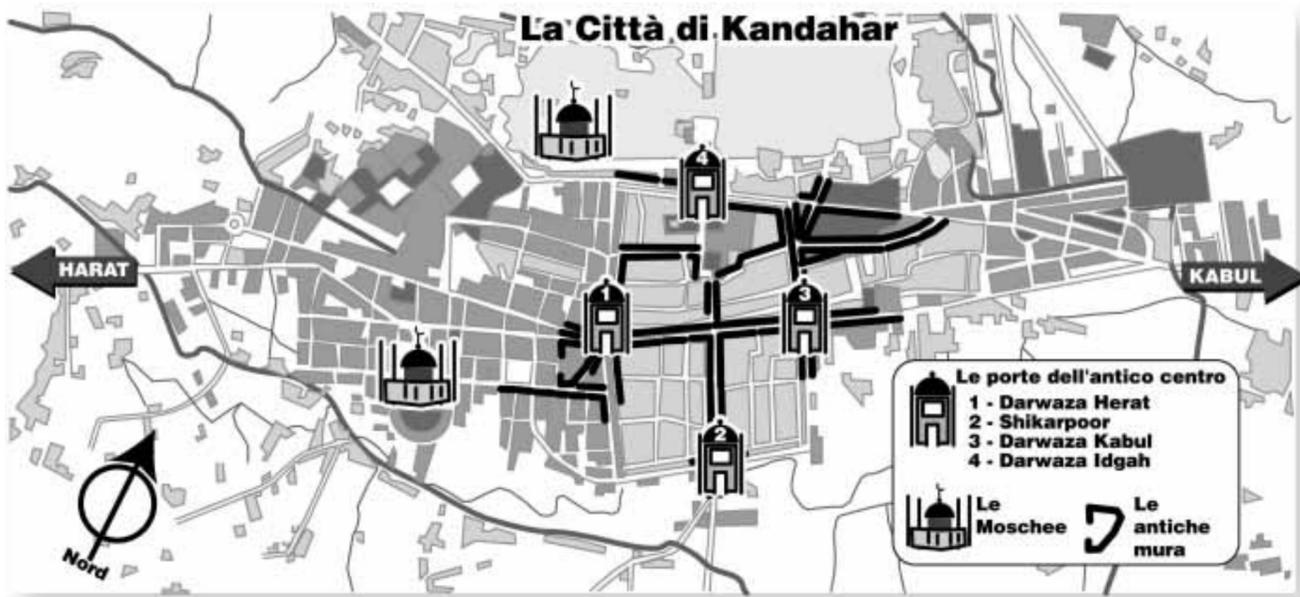 La Città di Kandahar
4
HARAT
KABUL
1
3
2
Nord
Le porte dell'antico centro
1 - Darwaza Herat
2 - Shikarpoor
3 - Darwaza Kabul
4 - Darwaza Idgah
Le
Moschee
Le
antiche
mura